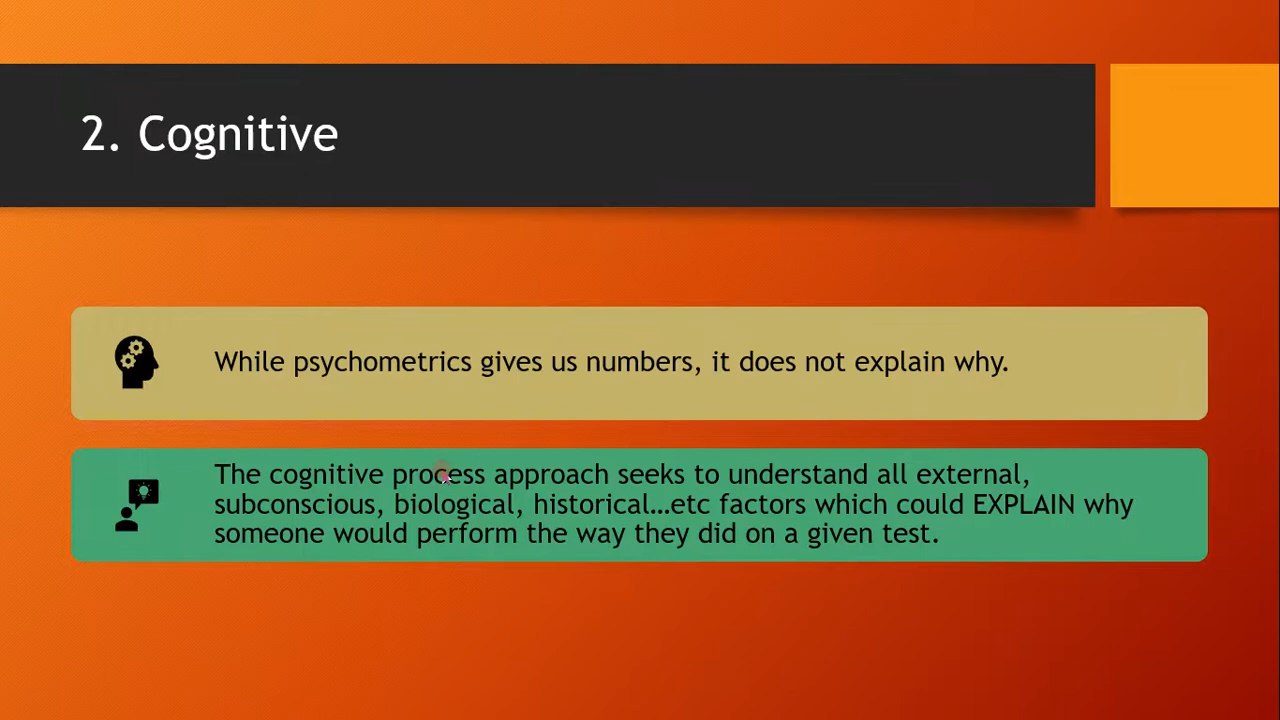 2. Cognitive
While psychometrics gives us numbers, it does not explain why.
The cognitive process approach seeks to understand all external,
subconscious, biological, historical…etc factors which could EXPLAIN why
someone would perform the way they did on a given test.